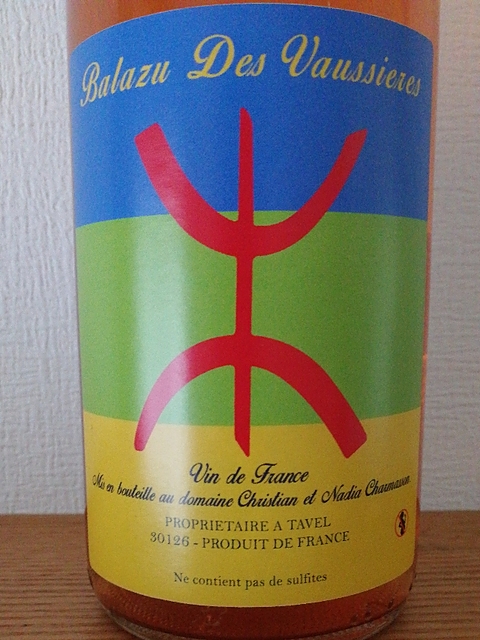 Balazu Des Vaussieres
Vin de France
Mis en bouteille au domaine Christian et Nadia Charmasson
PROPRIETAIRE A TAVEL
30126 - PRODUIT DE FRANCE
Ne contient pas de sulfites